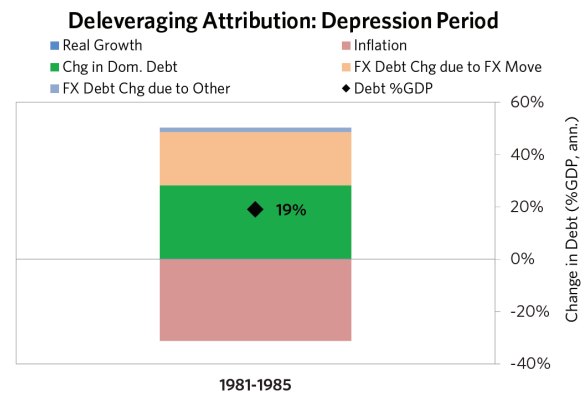 Deleveraging Attribution: Depression Period
Real Growth
Inflation
Chg in Dom. Debt
FX Debt Chg due to FX Move
FX Debt Chg due to Other
Debt %GDP
60%
40%
20%
0%
-20%
-40%
Change in Debt (%GDP, ann.)
19%
1981-1985